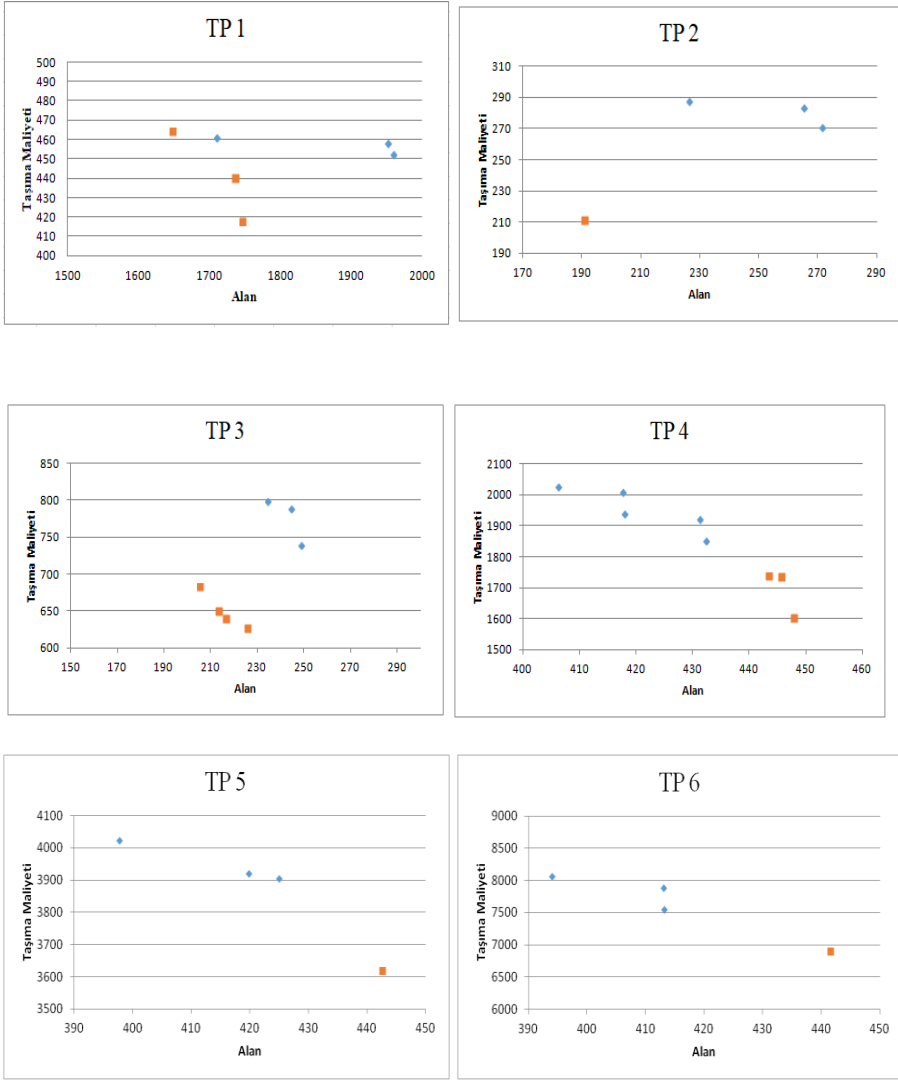 TP 1
500
490
480
470
460
450
440
430
420
410
400
Taşıma Maliyeti
1500 1600 1700 1800 1900 2000
Alan
TP 2
310
290
270
250
230
210
190
Taşıma Maliyeti
170 190 210 230 250 270 290
Alan
TP 3
850
800
750
700
650
600
Taşıma Maliyeti
150 170 190 210 230 250 270 290
Alan
TP 4
2100
2000
1900
1800
1700
1600
1500
Taşıma Maliyeti
400 410 420 430 440 450 460
Alan
TP 5
4100
4000
3900
3800
3700
3600
3500
Taşıma Maliyeti
390 400 410 420 430 440 450
Alan
TP 6
9000
8500
8000
7500
7000
6500
6000
Taşıma Maliyeti
390 400 410 420 430 440 450
Alan